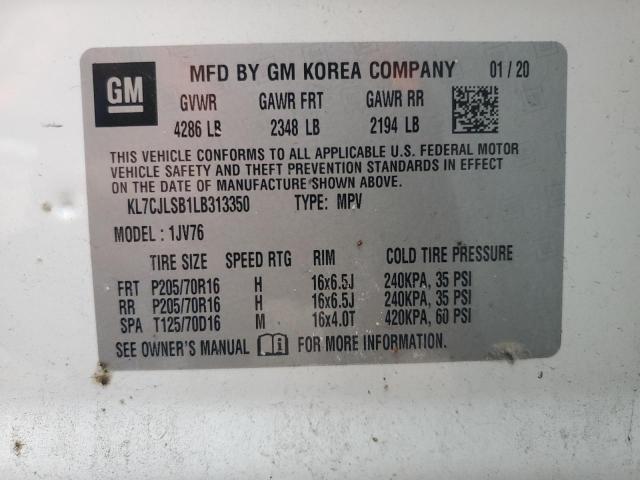 GM MFD BY GM KOREA COMPANY 01/20
GVWR GAWR FRT GAWR RR
4286 LB 2348 LB 2194 LB
THIS VEHICLE CONFORMS TO ALL APPLICABLE U.S. FEDERAL MOTOR
VEHICLE SAFETY AND THEFT PREVENTION STANDARDS IN EFFECT
ON THE DATE OF MANUFACTURE SHOWN ABOVE.
KL7CJLSB1LB313350 TYPE: MPV
MODEL: 1JV76
TIRE SIZE SPEED RTG RIM COLD TIRE PRESSURE
FRT P205/70R16 H 16x6.5J 240KPA, 35 PSI
RR P205/70R16 H 16x6.5J 240KPA, 35 PSI
SPA T125/70D16 M 16x4.0T 420KPA, 60 PSI
SEE OWNER'S MANUAL FOR MORE INFORMATION.